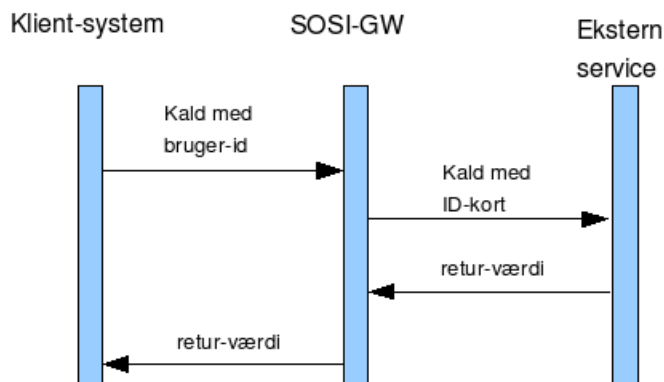 Klient-system
SOSI-GW
Ekstern
service
Kald med
bruger-id
Kald med
ID-kort
retur-værdi
retur-værdi